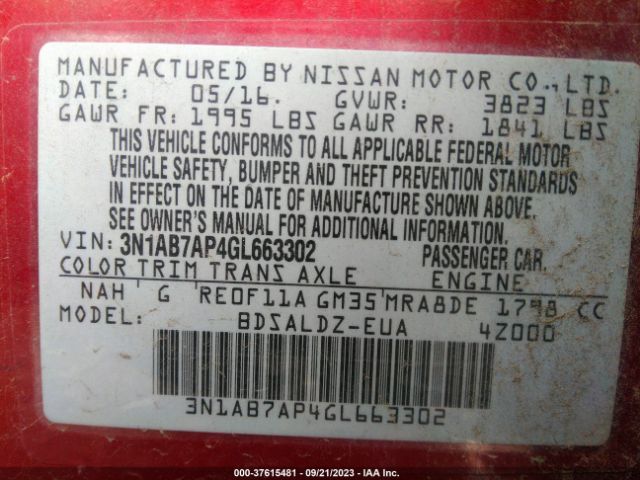 MANUFACTURED BY NISSAN MOTOR CO., LTD.
DATE: 05/16. GVWR: 3823 LBS
GAWR FR: 1995 LBS GAWR RR: 1841 LBS
THIS VEHICLE CONFORMS TO ALL APPLICABLE FEDERAL MOTOR
VEHICLE SAFETY, BUMPER AND THEFT PREVENTION STANDARDS
IN EFFECT ON THE DATE OF MANUFACTURE SHOWN ABOVE.
SEE OWNER'S MANUAL FOR ADDITIONAL INFORMATION.
VIN: 3N1AB7AP4GL663302 PASSENGER CAR.
COLOR TRIM TRANS AXLE ENGINE
NAH G RE0F11A GM35 MRA8DE 1798 CC
MODEL: BDSALDZ-EUA 4Z000
3N1AB7AP4GL663302
000-37615481 - 09/21/2023 - IAA Inc.